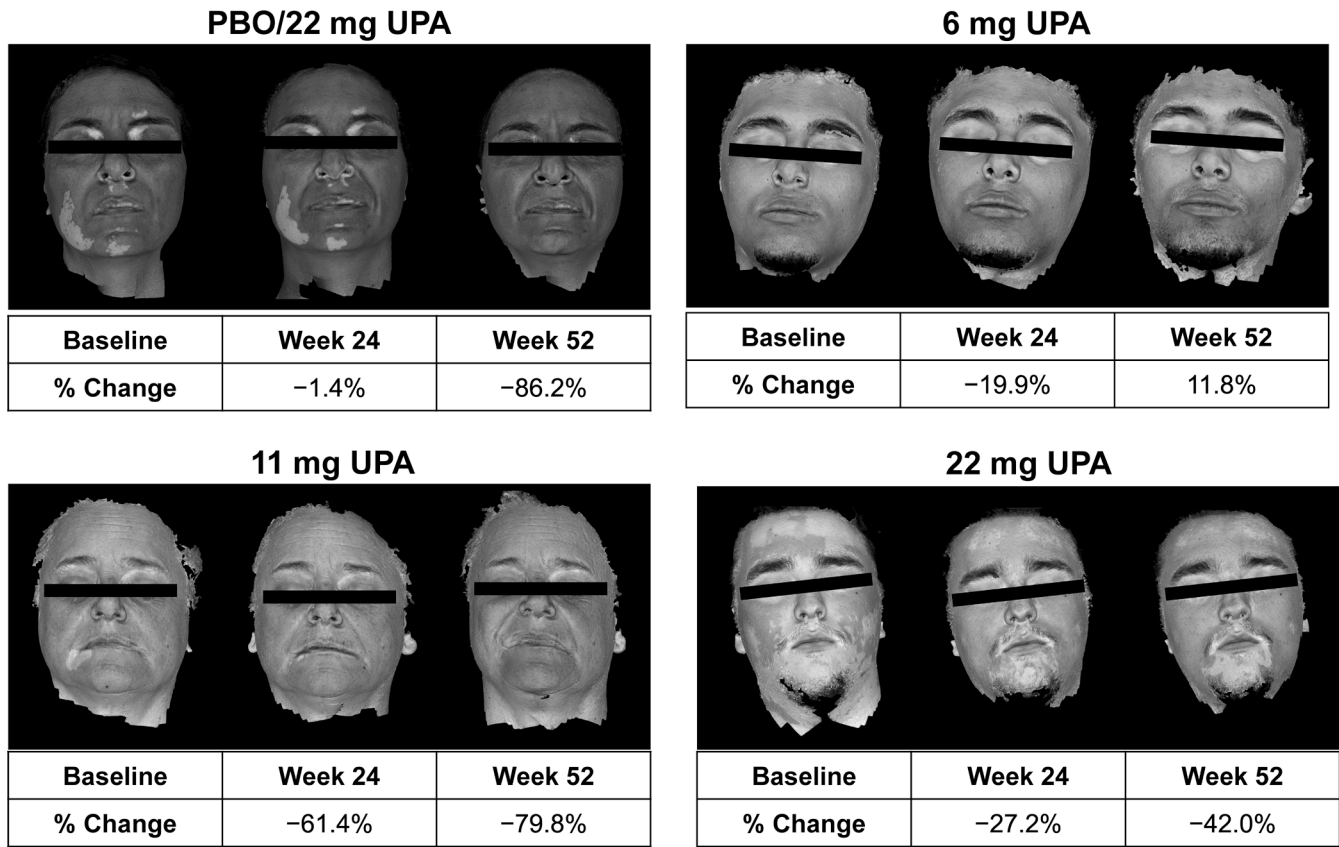 PBO/22 mg UPA
Baseline Week 24 Week 52
% Change −1.4% −86.2%
6 mg UPA
Baseline Week 24 Week 52
% Change −19.9% 11.8%
11 mg UPA
Baseline Week 24 Week 52
% Change −61.4% −79.8%
22 mg UPA
Baseline Week 24 Week 52
% Change −27.2% −42.0%